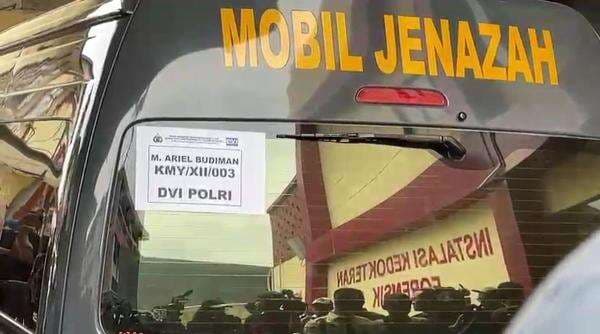 MOBIL JENAZAH
M. ARIEL BUDIMAN
KMY/XII/003
DVI POLRI
INSTALASI KEDOKTERAN
FORENSIK